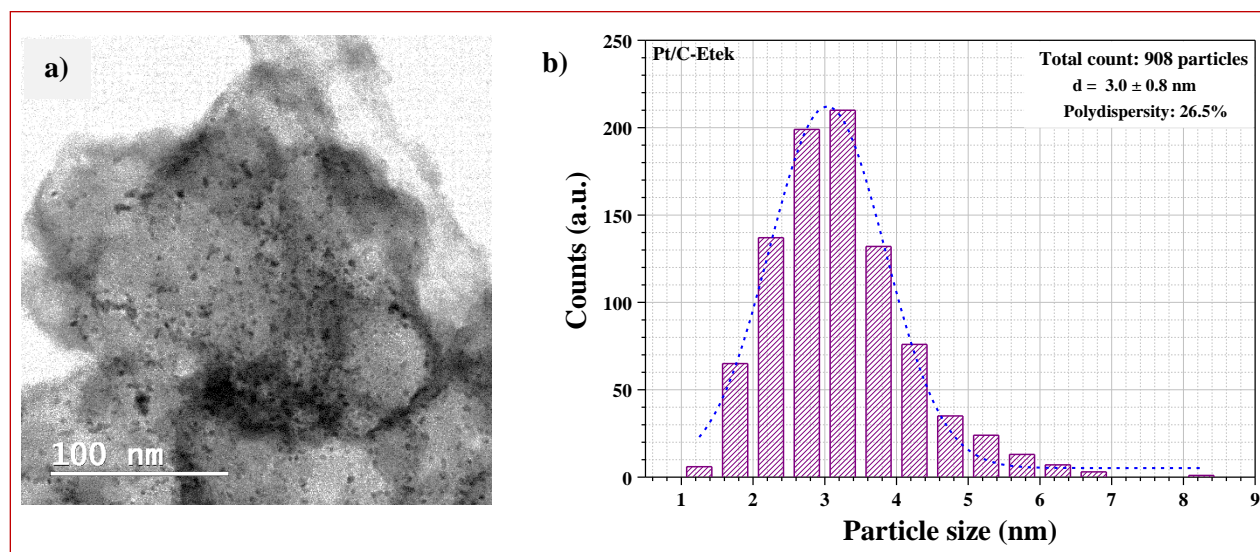 a)
100 nm
b)
Pt/C-Etek
Total count: 908 particles
d = 3.0 ± 0.8 nm
Polydispersity: 26.5%
Counts (a.u.)
250
200
150
100
50
0
1 2 3 4 5 6 7 8 9
Particle size (nm)